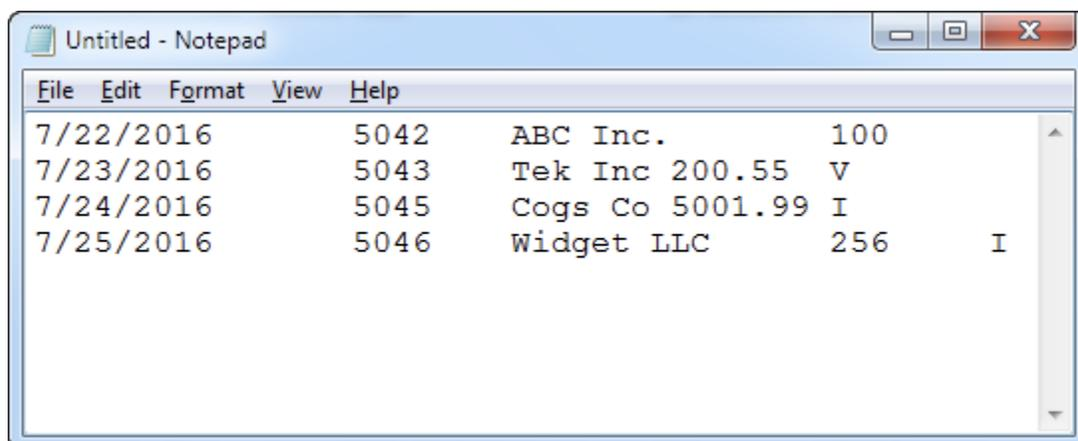 Untitled - Notepad
File Edit Format View Help
7/22/2016 5042 ABC Inc. 100
7/23/2016 5043 Tek Inc 200.55 V
7/24/2016 5045 Cogs Co 5001.99 I
7/25/2016 5046 Widget LLC 256 I